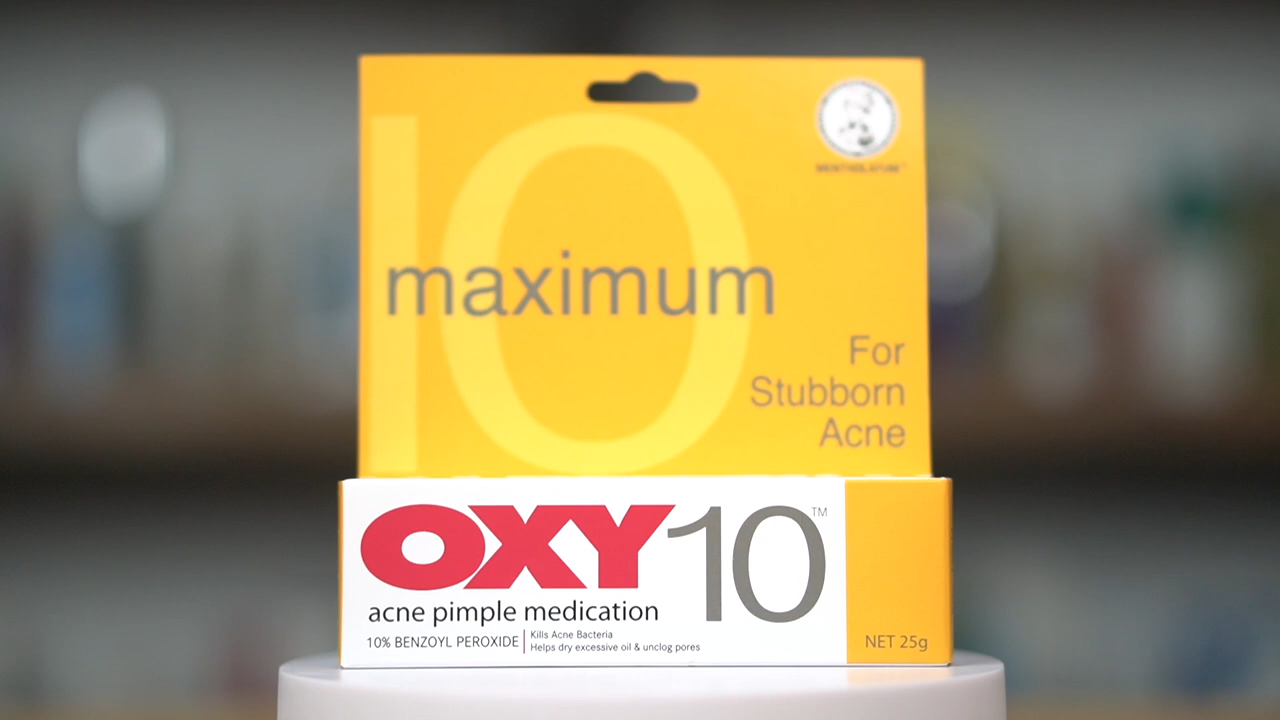 10
MENTHOLATUM
maximum
For
Stubborn
Acne
OXY10™
acne pimple medication
10% BENZOYL PEROXIDE
Kills Acne Bacteria
Helps dry excessive oil & unclog pores
NET 25g